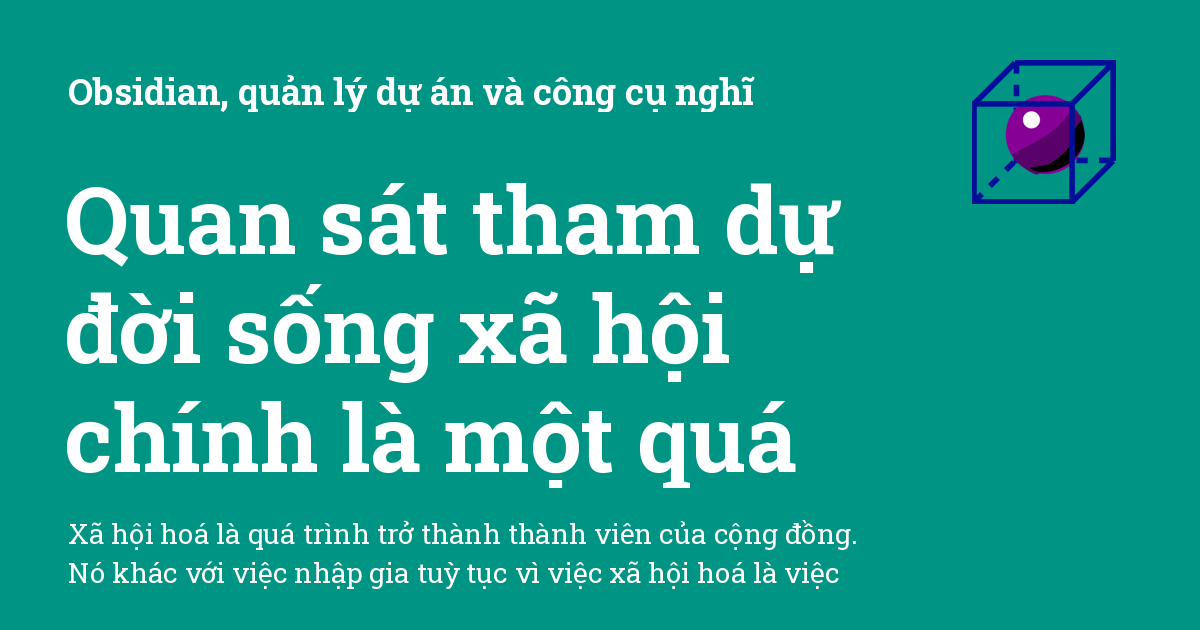 Obsidian, quản lý dự án và công cụ nghĩ
Quan sát tham dự
đời sống xã hội
chính là một quá
Xã hội hoá là quá trình trở thành thành viên của cộng đồng.
Nó khác với việc nhập gia tuỳ tục vì việc xã hội hoá là việc